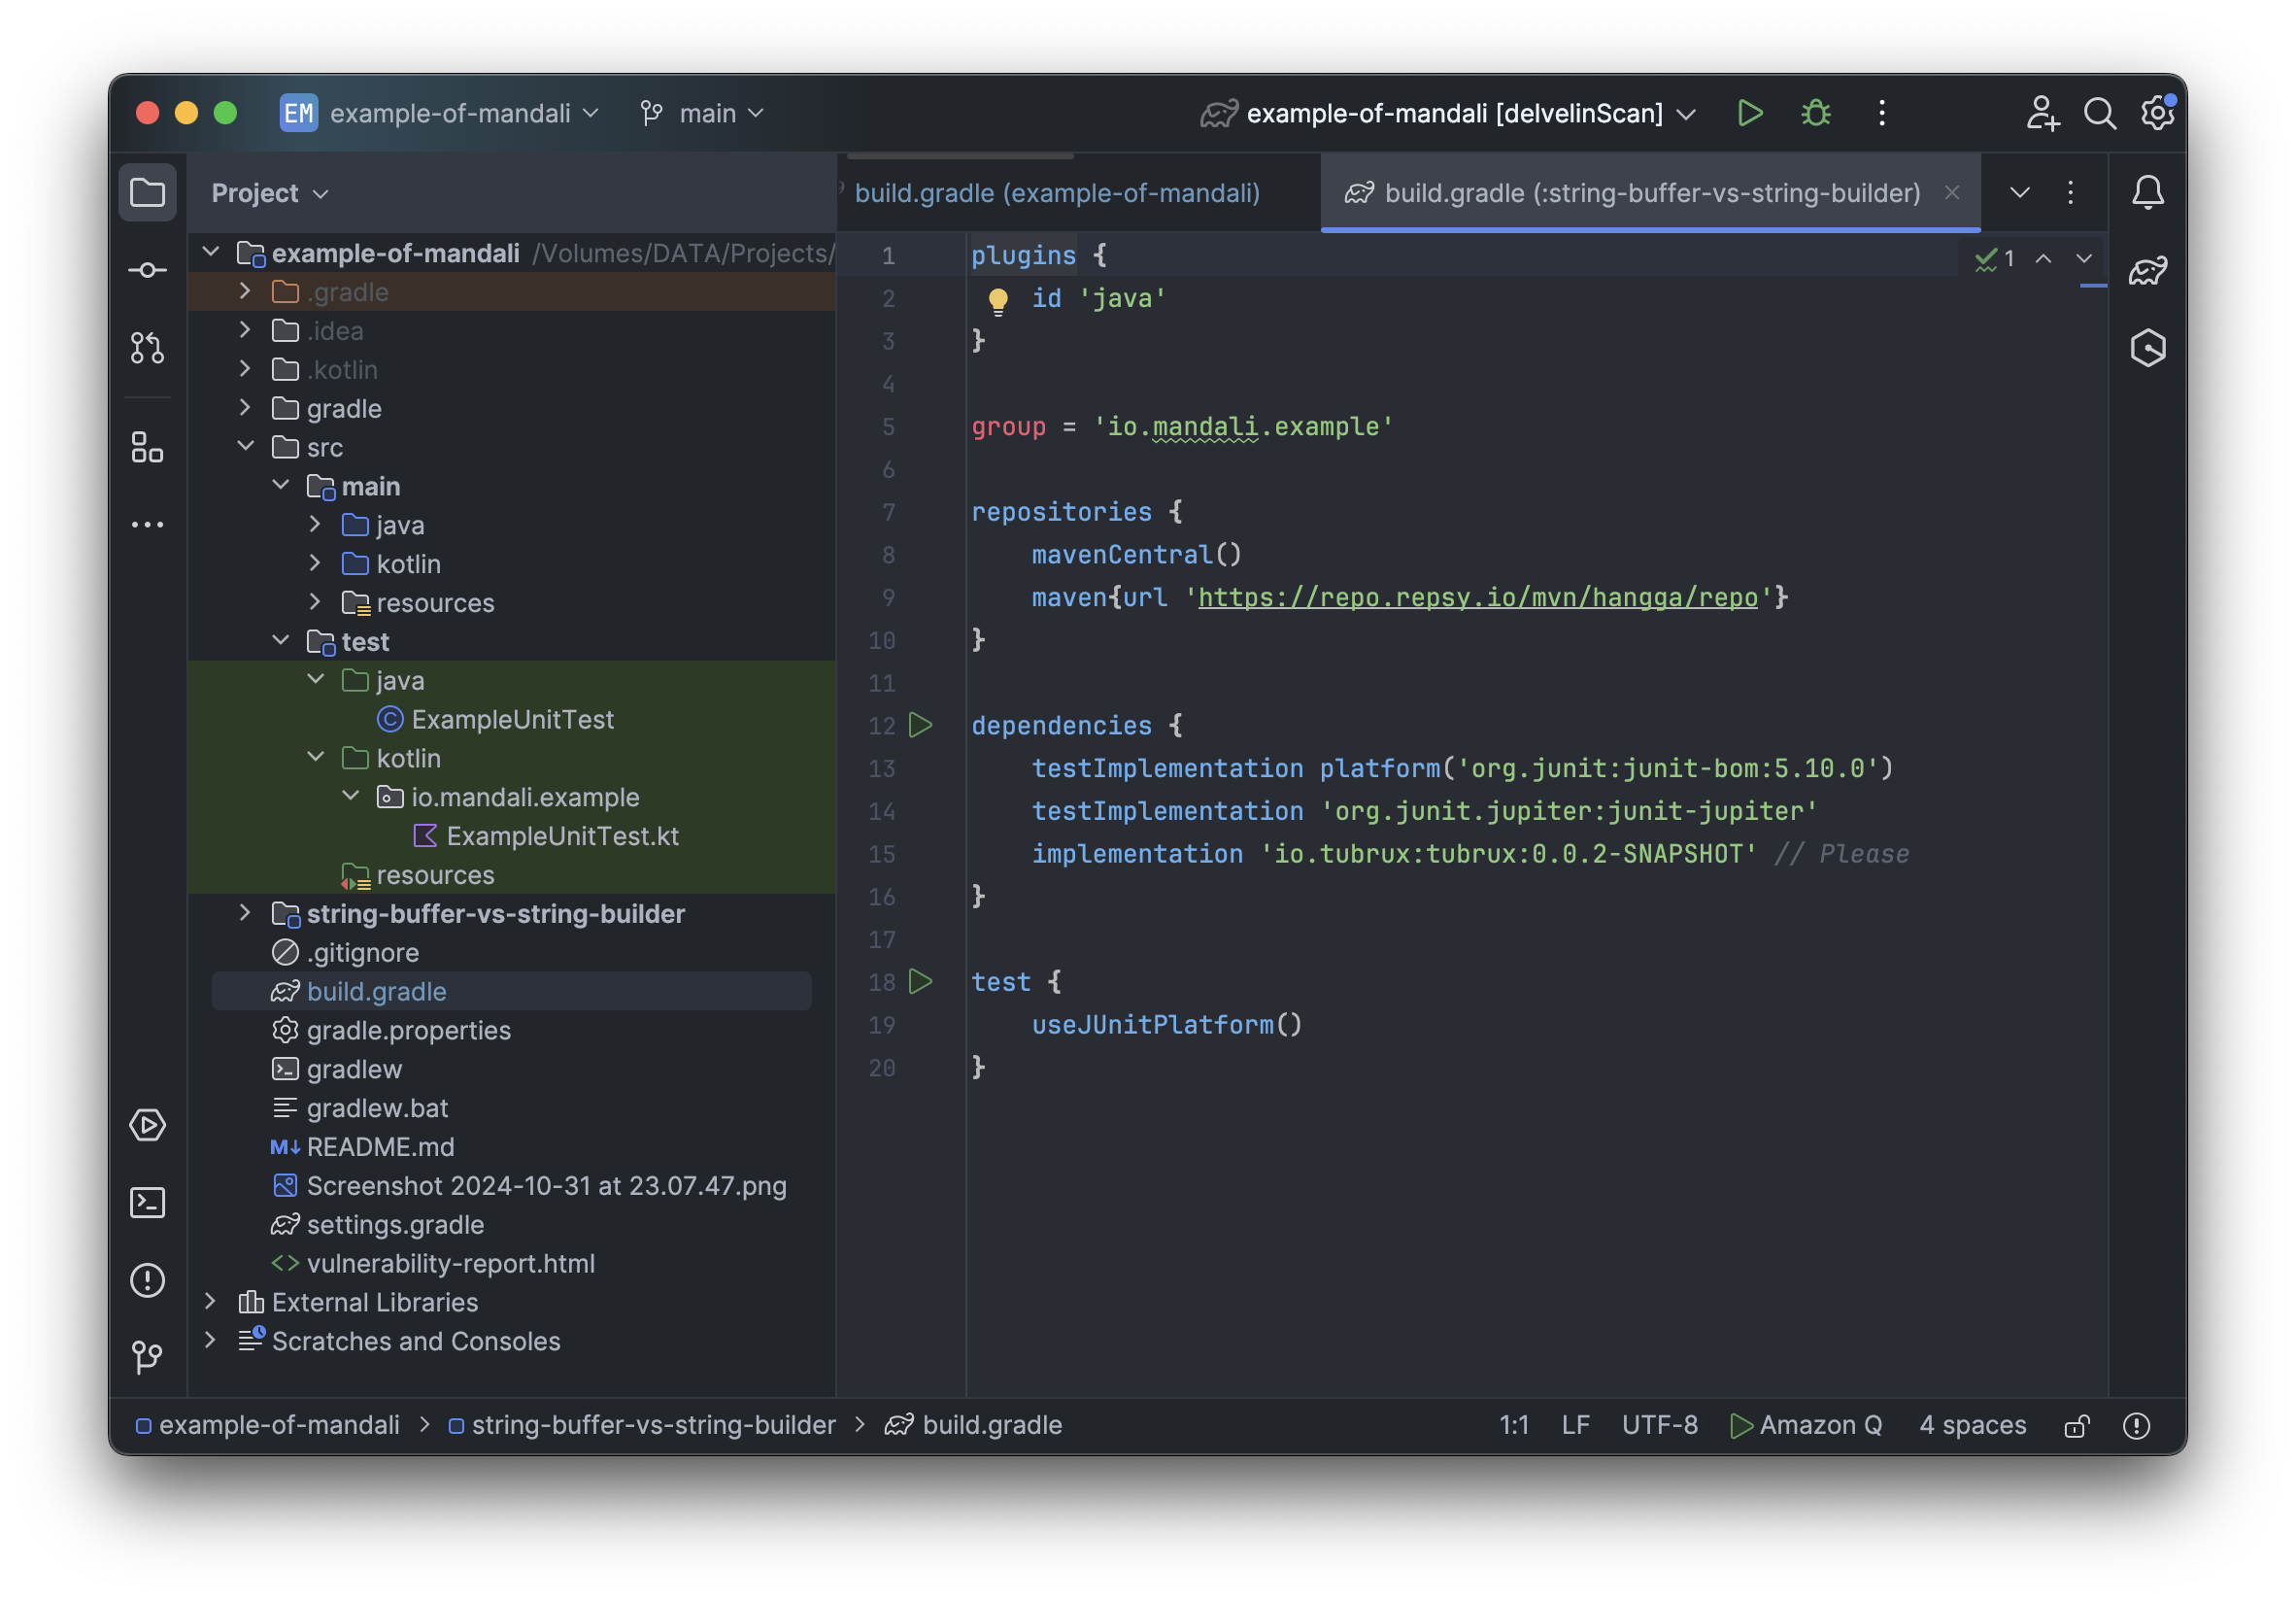 EM example-of-mandali main example-of-mandali [delvelinScan]
Project
build.gradle (example-of-mandali) build.gradle (:string-buffer-vs-string-builder)
example-of-mandali /Volumes/DATA/Projects/
.gradle
.idea
.kotlin
gradle
src
main
java
kotlin
resources
test
java
ExampleUnitTest
kotlin
io.mandali.example
ExampleUnitTest.kt
resources
string-buffer-vs-string-builder
.gitignore
build.gradle
gradle.properties
gradlew
gradlew.bat
M↓ README.md
Screenshot 2024-10-31 at 23.07.47.png
settings.gradle
<> vulnerability-report.html
External Libraries
Scratches and Consoles
1 plugins {
2     id 'java'
3 }
4
5 group = 'io.mandali.example'
6
7 repositories {
8     mavenCentral()
9     maven{url 'https://repo.repsy.io/mvn/hangga/repo'}
10 }
11
12 dependencies {
13     testImplementation platform('org.junit:junit-bom:5.10.0')
14     testImplementation 'org.junit.jupiter:junit-jupiter'
15     implementation 'io.tubrux:tubrux:0.0.2-SNAPSHOT' // Please
16 }
17
18 test {
19     useJUnitPlatform()
20 }
1
example-of-mandali > string-buffer-vs-string-builder > build.gradle
1:1 LF UTF-8 Amazon Q 4 spaces